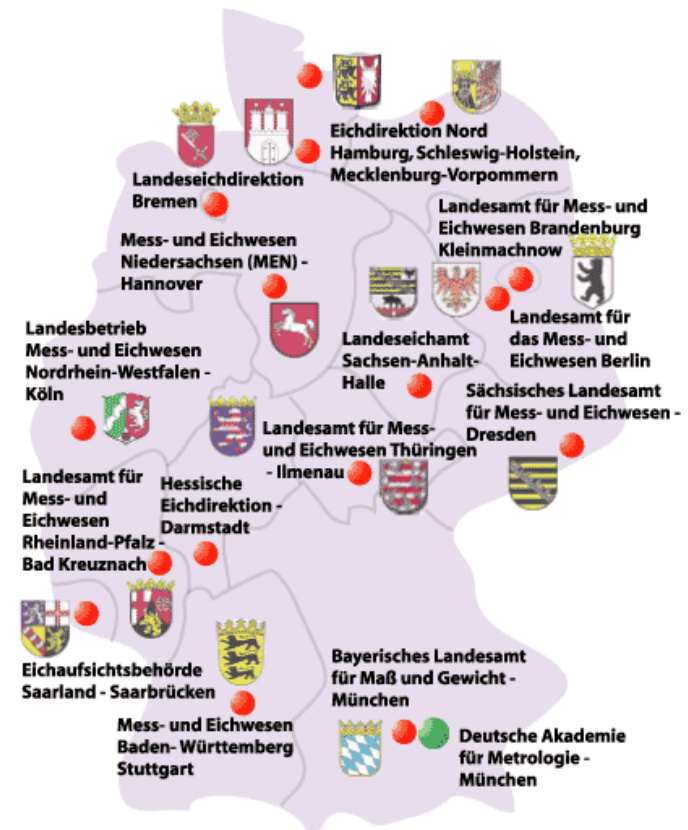 Eichdirektion Nord
Hamburg, Schleswig-Holstein,
Mecklenburg-Vorpommern
Landeseichdirektion
Bremen
Landesamt für Mess- und
Eichwesen Brandenburg
Kleinmachnow
Mess- und Eichwesen
Niedersachsen (MEN) -
Hannover
Landesamt für
das Mess- und
Eichwesen Berlin
Landesbetrieb
Mess- und Eichwesen
Nordrhein-Westfalen -
Köln
Landeseichamt
Sachsen-Anhalt-
Halle
Sächsisches Landesamt
für Mess- und Eichwesen -
Dresden
Landesamt für Mess-
und Eichwesen Thüringen
- Ilmenau
Landesamt für
Mess- und
Eichwesen
Rheinland-Pfalz -
Bad Kreuznach
Hessische
Eichdirektion -
Darmstadt
Eichaufsichtsbehörde
Saarland - Saarbrücken
Mess- und Eichwesen
Baden- Württemberg
Stuttgart
Bayerisches Landesamt
für Maß und Gewicht -
München
Deutsche Akademie
für Metrologie -
München